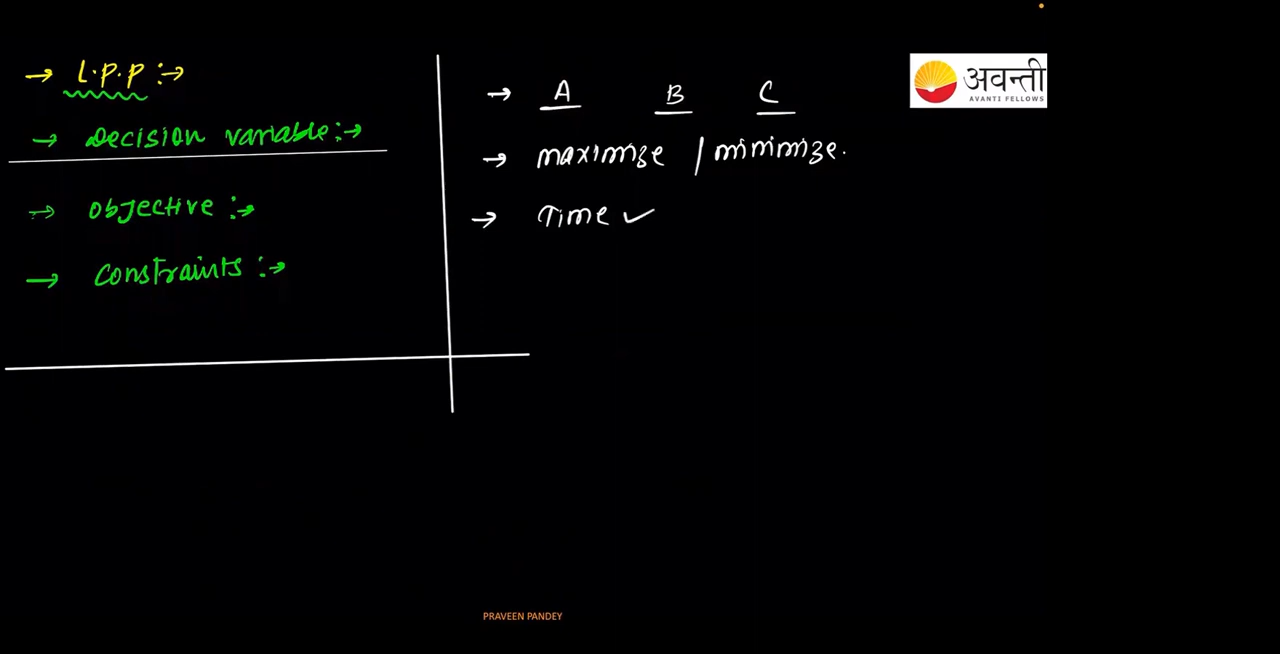 → L.P.P :→
→ Decision variable :→
→ Objective :→
→ constraints :→
→ A B C
→ maximize / minimize.
→ Time ✓
अवन्ती
AVANTI FELLOWS
PRAVEEN PANDEY